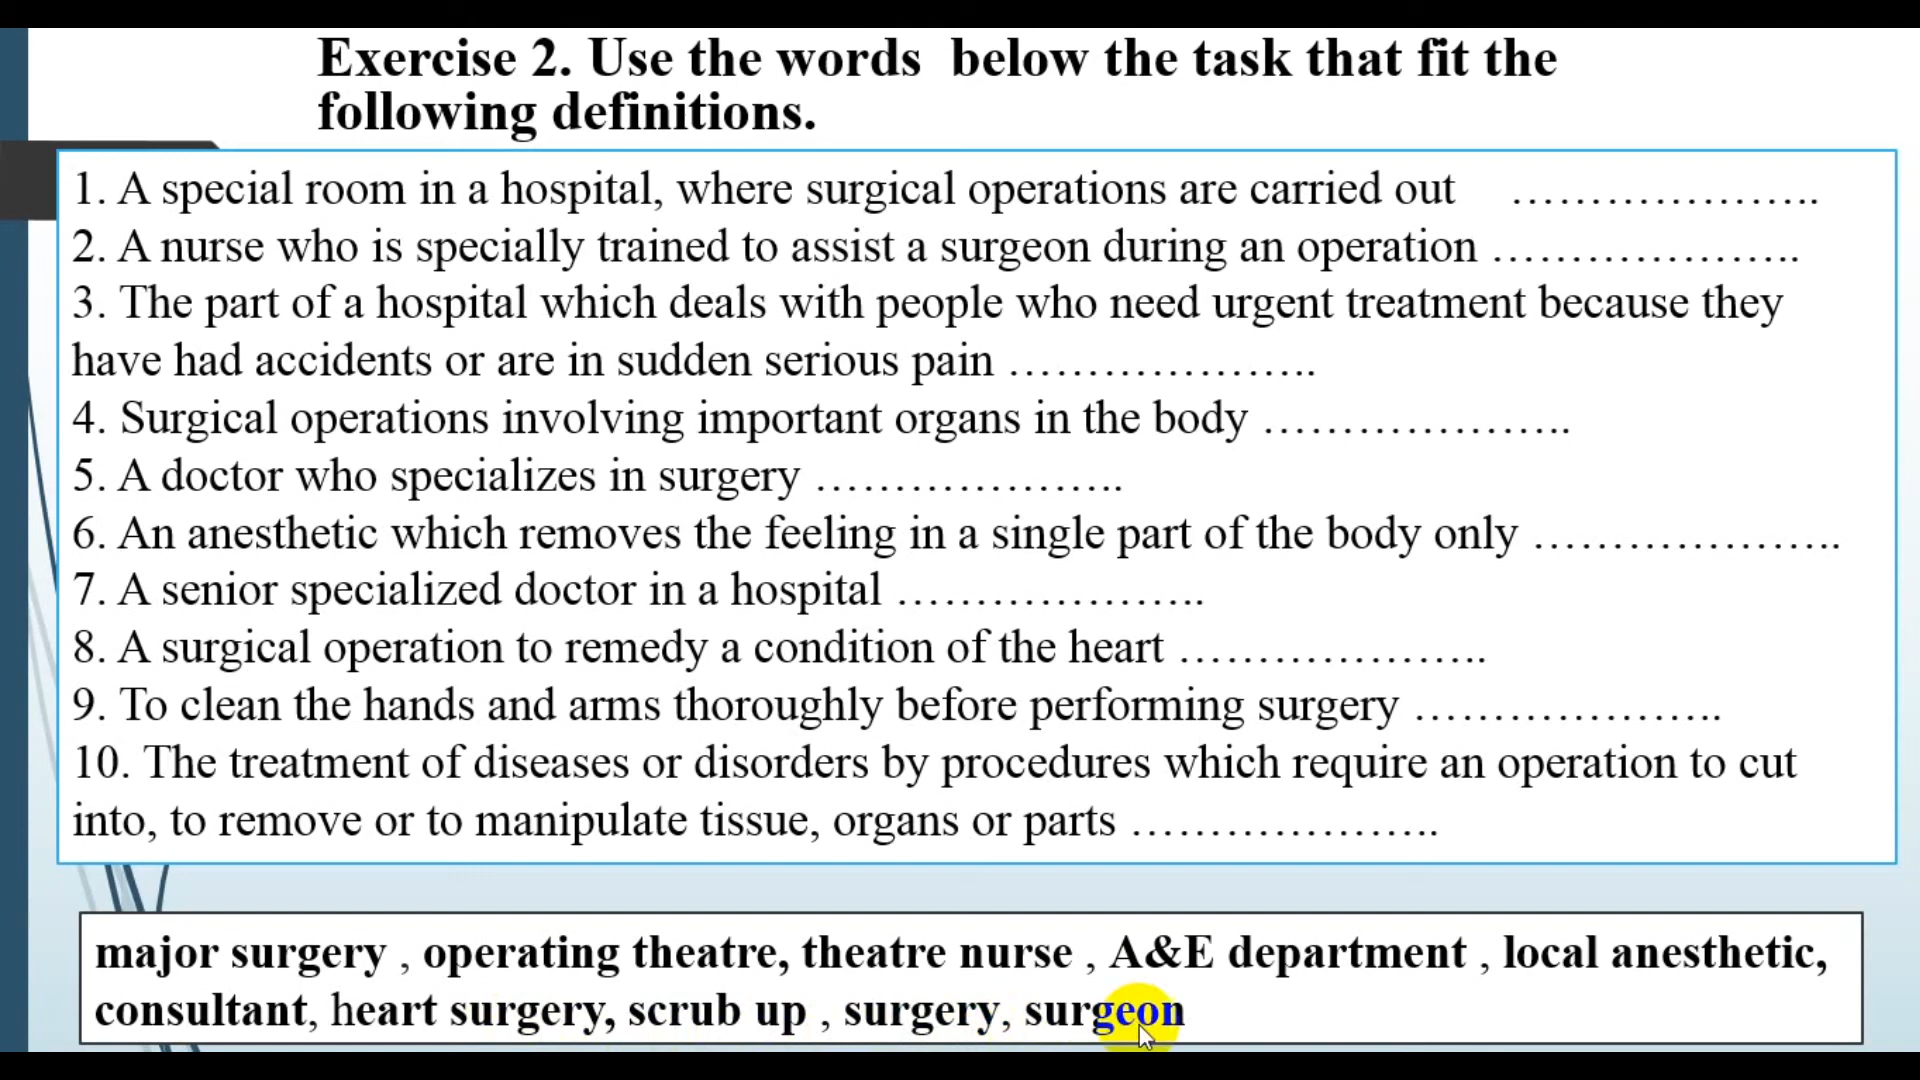 Exercise 2. Use the words below the task that fit the
following definitions.
1. A special room in a hospital, where surgical operations are carried out …………………..
2. A nurse who is specially trained to assist a surgeon during an operation …………………..
3. The part of a hospital which deals with people who need urgent treatment because they
have had accidents or are in sudden serious pain …………………..
4. Surgical operations involving important organs in the body …………………..
5. A doctor who specializes in surgery …………………..
6. An anesthetic which removes the feeling in a single part of the body only …………………..
7. A senior specialized doctor in a hospital …………………..
8. A surgical operation to remedy a condition of the heart …………………..
9. To clean the hands and arms thoroughly before performing surgery …………………..
10. The treatment of diseases or disorders by procedures which require an operation to cut
into, to remove or to manipulate tissue, organs or parts …………………..
major surgery , operating theatre, theatre nurse , A&E department , local anesthetic,
consultant, heart surgery, scrub up , surgery, surgeon